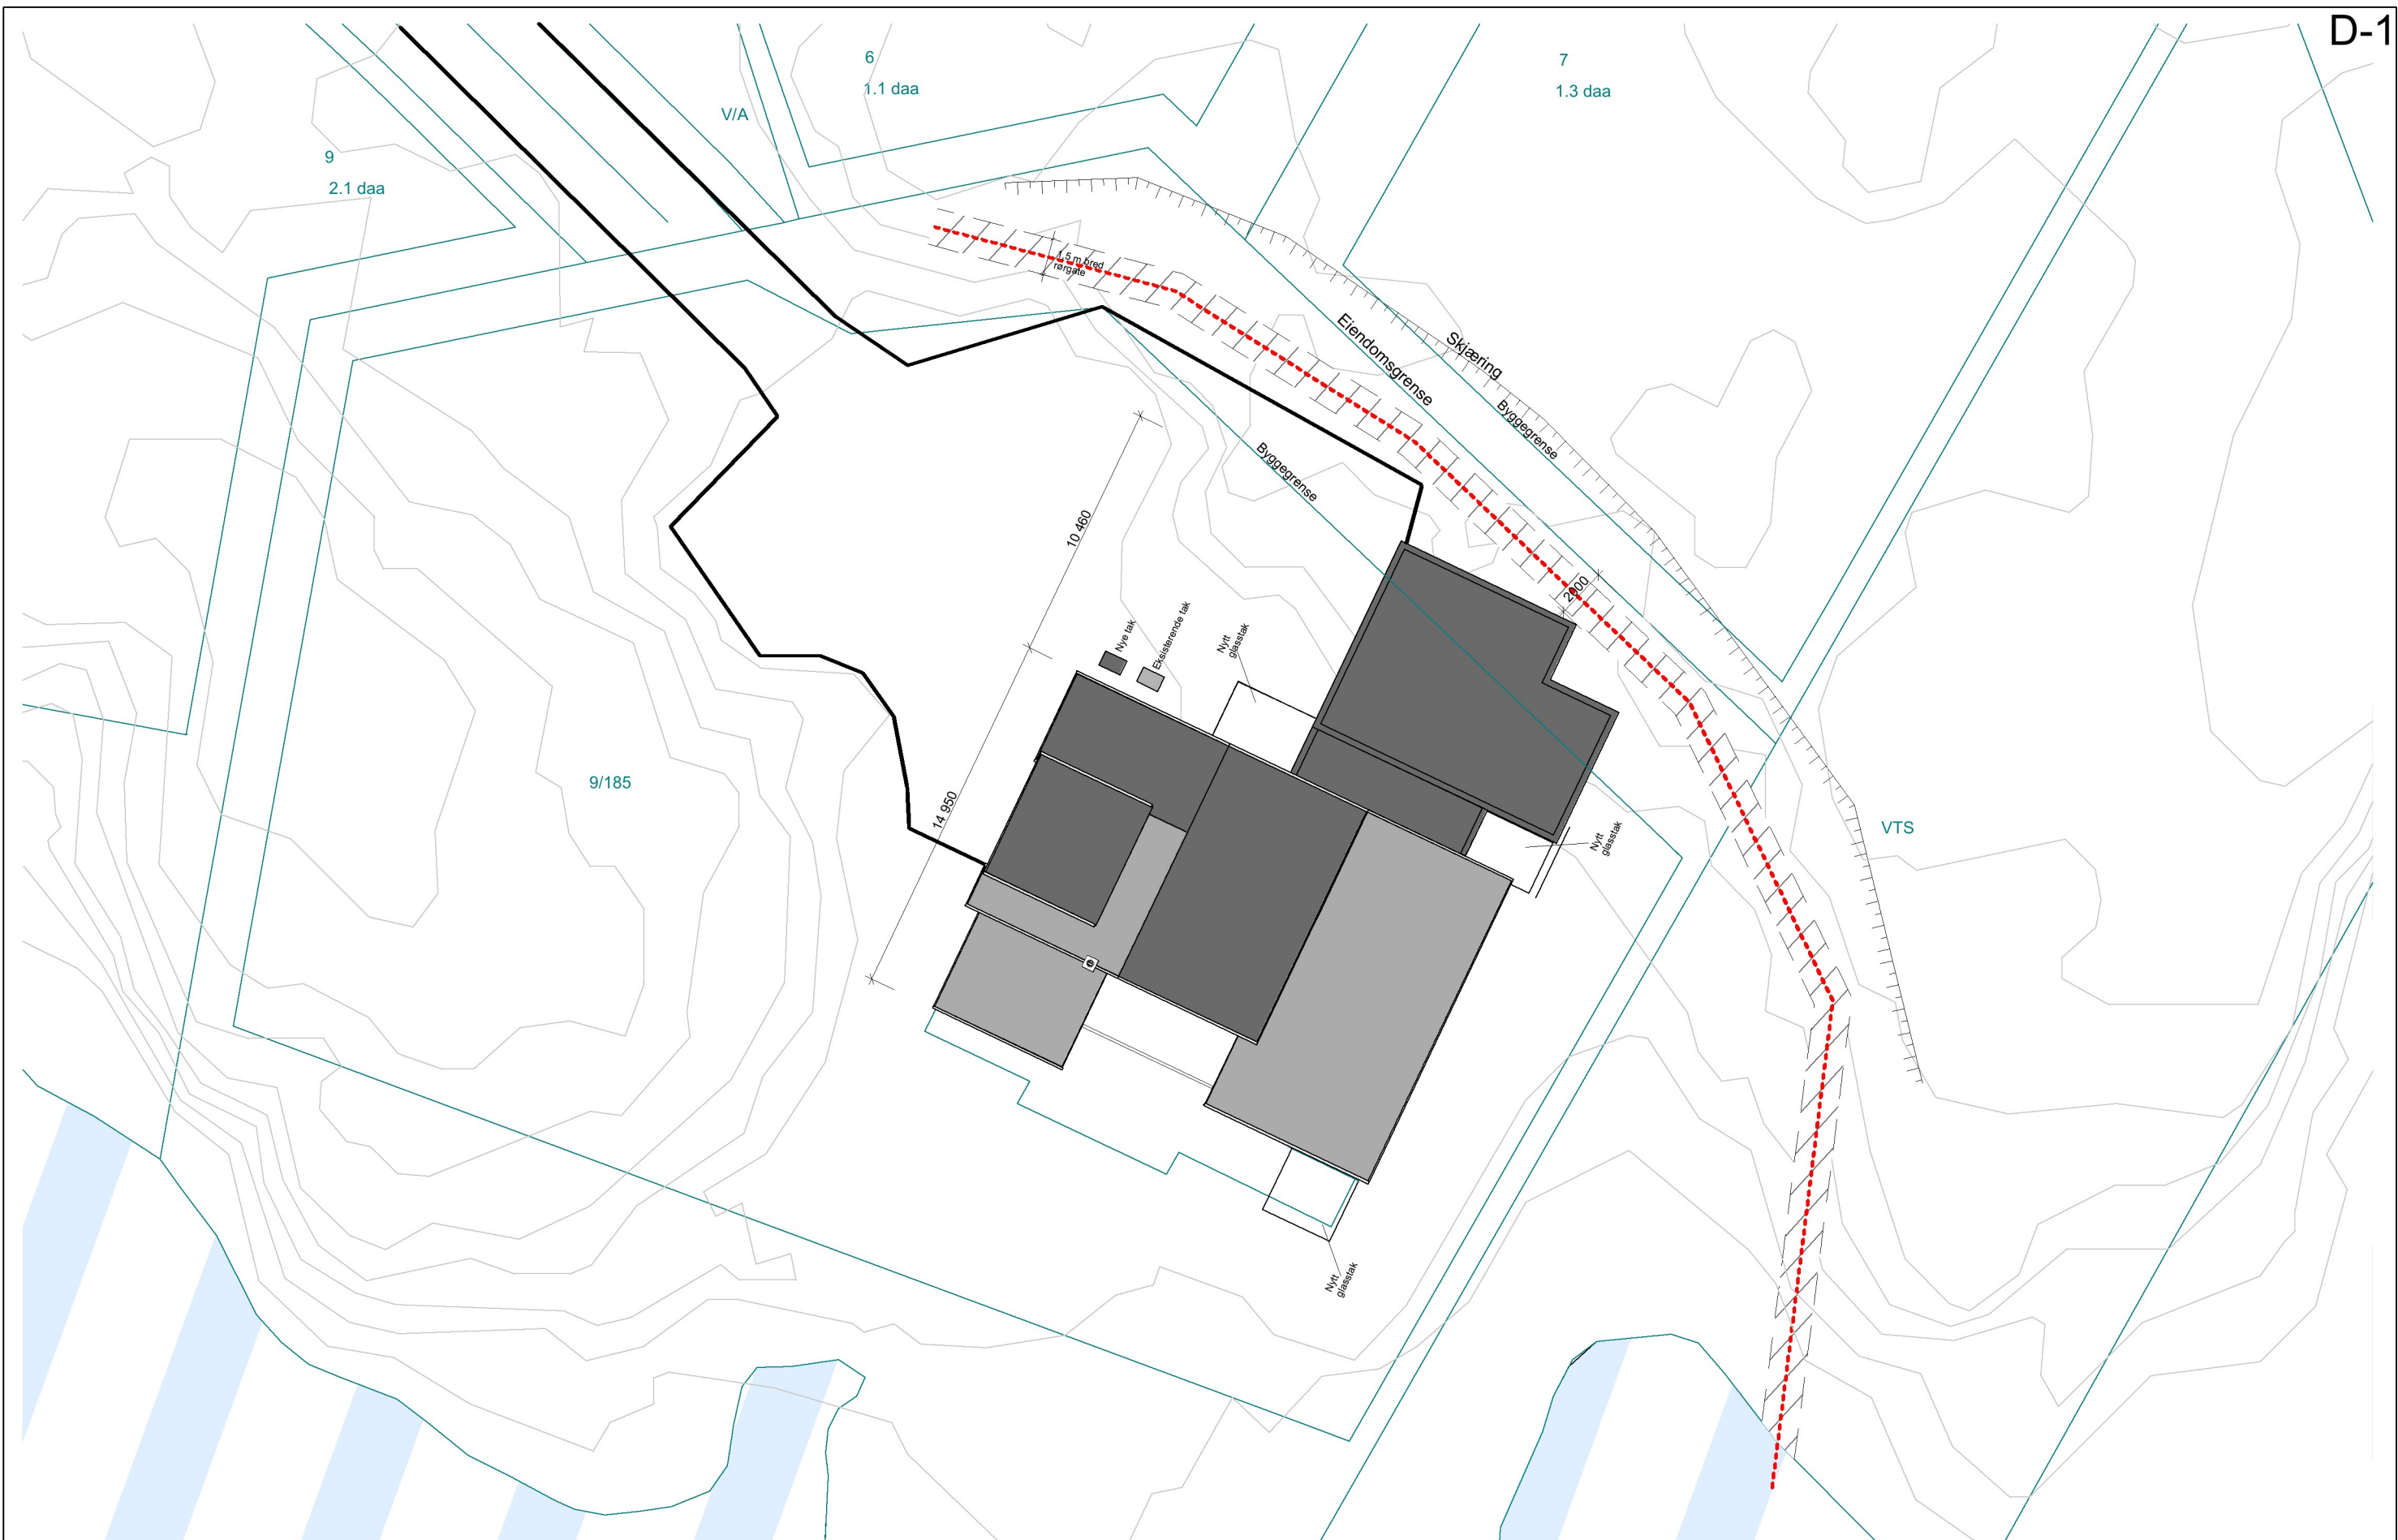 D-1
6
1.1 daa
7
1.3 daa
V/A
9
2.1 daa
1,5 m bred
rørgate
Eiendomsgrense
Skjæring
Byggegrense
Byggegrense
10 460
2000
Nye tak
Eksisterende tak
Nytt
glasstak
9/185
14 950
Nytt
glasstak
VTS
Nytt
glasstak